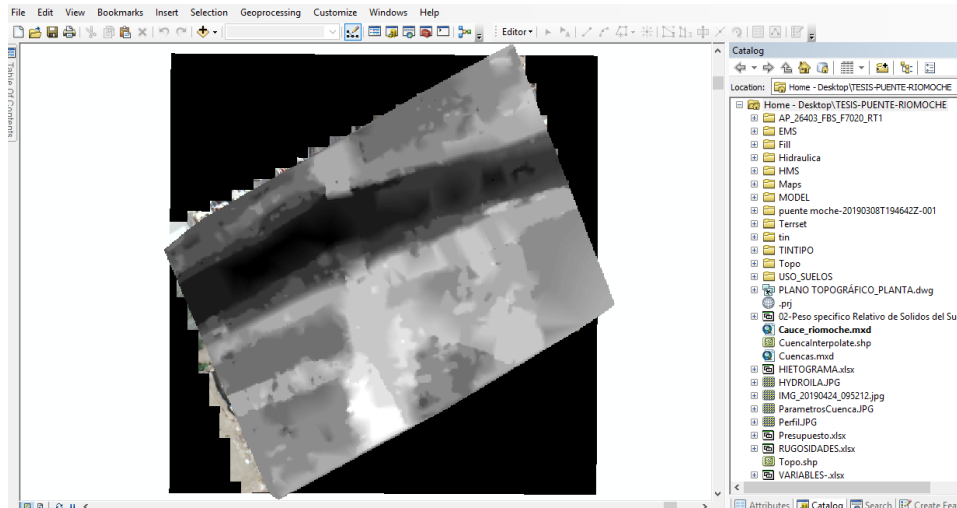 File Edit View Bookmarks Insert Selection Geoprocessing Customize Windows Help
Editor
Table Of Contents
Catalog
Location: Home - Desktop\TESIS-PUENTE-RIOMOCHE
Home - Desktop\TESIS-PUENTE-RIOMOCHE
AP_26403_FBS_F7020_RT1
EMS
Fill
Hidraulica
HMS
Maps
MODEL
puente moche-20190308T194642Z-001
Terrset
tin
TINTIPO
Topo
USO_SUELOS
PLANO TOPOGRÁFICO_PLANTA.dwg
.prj
02-Peso specifico Relativo de Solidos del Su
Cauce_riomoche.mxd
CuencaInterpolate.shp
Cuencas.mxd
HIETOGRAMA.xlsx
HYDROILA.JPG
IMG_20190424_095212.jpg
ParametrosCuenca.JPG
Perfil.JPG
Presupuesto.xlsx
RUGOSIDADES.xlsx
Topo.shp
VARIABLES-.xlsx
Attributes Catalog Search Create Fea